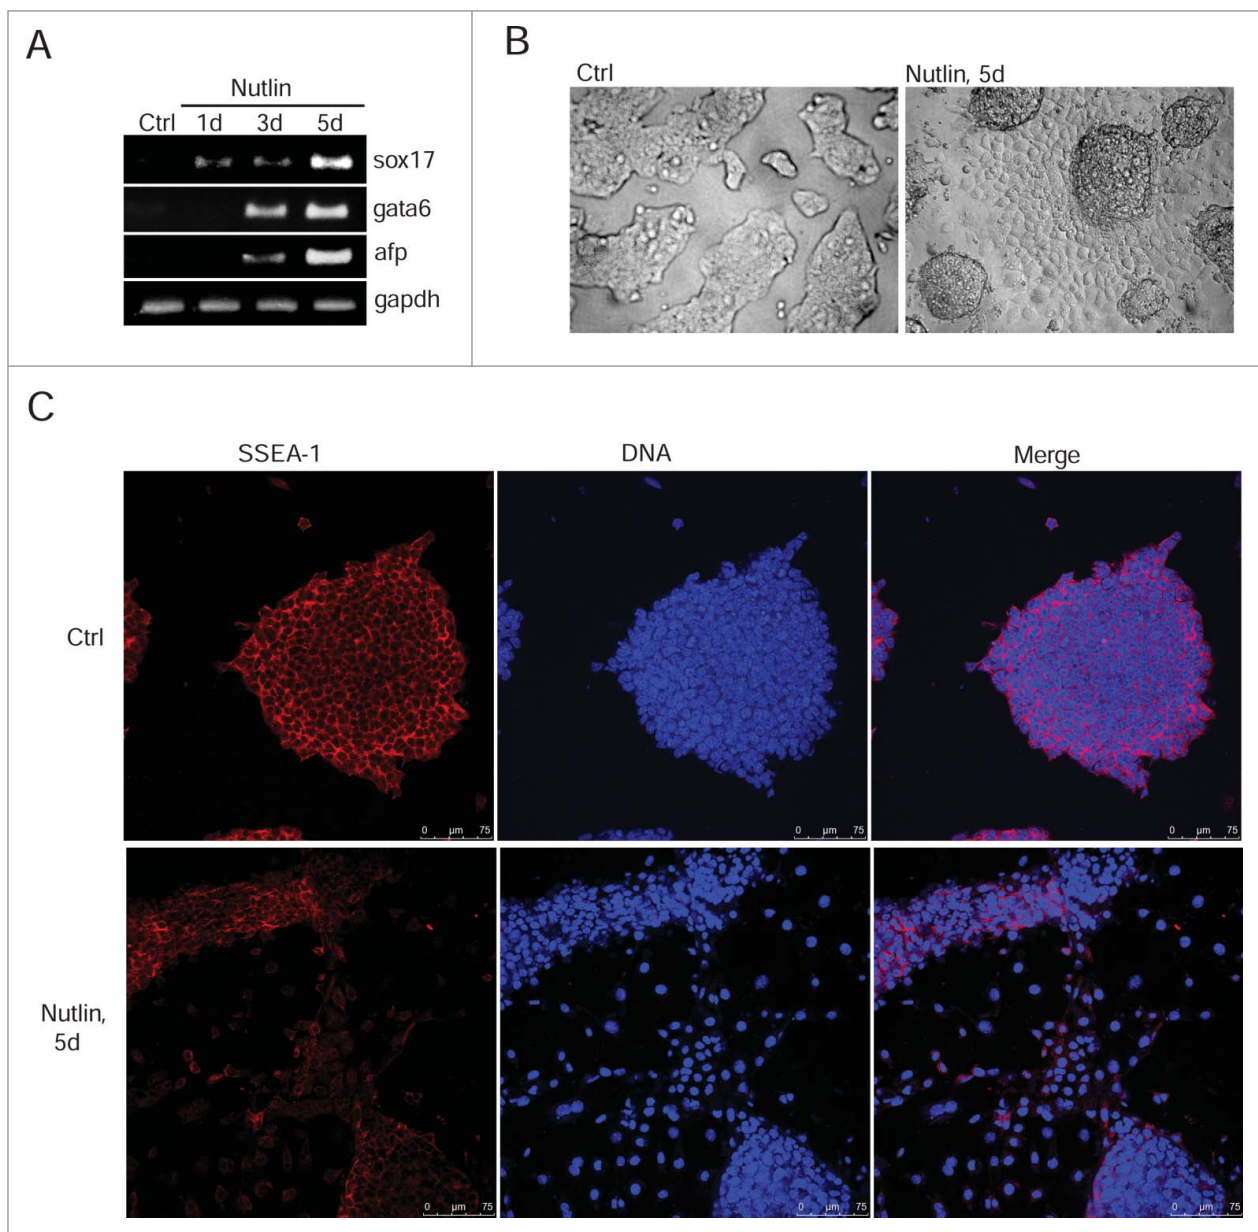 A
Nutlin
Ctrl 1d 3d 5d
sox17
gata6
afp
gapdh
B
Ctrl
Nutlin, 5d
C
SSEA-1 DNA Merge
Ctrl
0 µm 75
0 µm 75
0 µm 75
Nutlin,
5d
0 µm 75
0 µm 75
0 µm 75